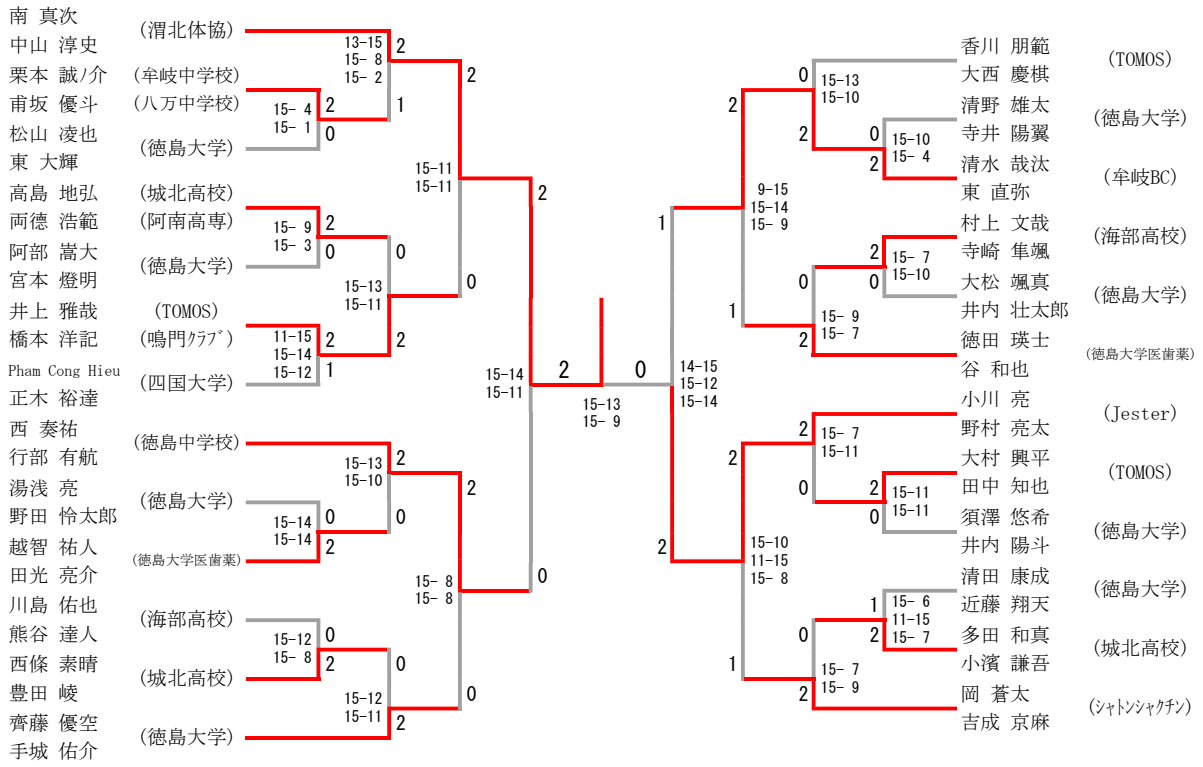 南 真次
中山 淳史
(渭北体協)
栗本 誠ﾉ介
(牟岐中学校)
甫坂 優斗
(八万中学校)
松山 凌也
東 大輝
(徳島大学)
高島 地弘
(城北高校)
両德 浩範
(阿南高専)
阿部 嵩大
宮本 燈明
(徳島大学)
井上 雅哉
(TOMOS)
橋本 洋記
(鳴門ｸﾗﾌﾞ)
Pham Cong Hieu
正木 裕達
(四国大学)
西 奏祐
行部 有航
(徳島中学校)
湯浅 亮
野田 怜太郎
(徳島大学)
越智 祐人
田光 亮介
(徳島大学医歯薬)
川島 佑也
熊谷 達人
(海部高校)
西條 素晴
豊田 崚
(城北高校)
齊藤 優空
手城 佑介
(徳島大学)
13-15
15- 8
15- 2
2
1
15- 4
15- 1
2
0
15- 9
15- 3
2
0
15-13
15-11
0
2
11-15
15-14
15-12
2
1
15-11
15-11
2
0
15-13
15-10
2
0
15-14
15-14
0
2
15-12
15- 8
0
2
15-12
15-11
0
2
15- 8
15- 8
2
0
15-14
15-11
2
0
2
0
15-13
15- 9
14-15
15-12
15-14
1
2
9-15
15-14
15- 9
2
1
15-13
15-10
0
2
15-10
15- 4
0
2
15- 7
15-10
2
0
15- 9
15- 7
0
2
15-10
11-15
15- 8
2
1
15- 7
15-11
2
0
15-11
15-11
2
0
15- 6
11-15
15- 7
1
2
15- 7
15- 9
0
2
香川 朋範
大西 慶棋
(TOMOS)
清野 雄太
寺井 陽翼
(徳島大学)
清水 哉汰
東 直弥
(牟岐BC)
村上 文哉
寺崎 隼颯
(海部高校)
大松 颯真
井内 壮太郎
(徳島大学)
徳田 瑛士
谷 和也
(徳島大学医歯薬)
小川 亮
野村 亮太
(Jester)
大村 興平
田中 知也
(TOMOS)
須澤 悠希
井内 陽斗
(徳島大学)
清田 康成
近藤 翔天
(徳島大学)
多田 和真
小濱 謙吾
(城北高校)
岡 蒼太
吉成 京麻
(ｼｬﾄﾝｼｬｸﾁﾝ)